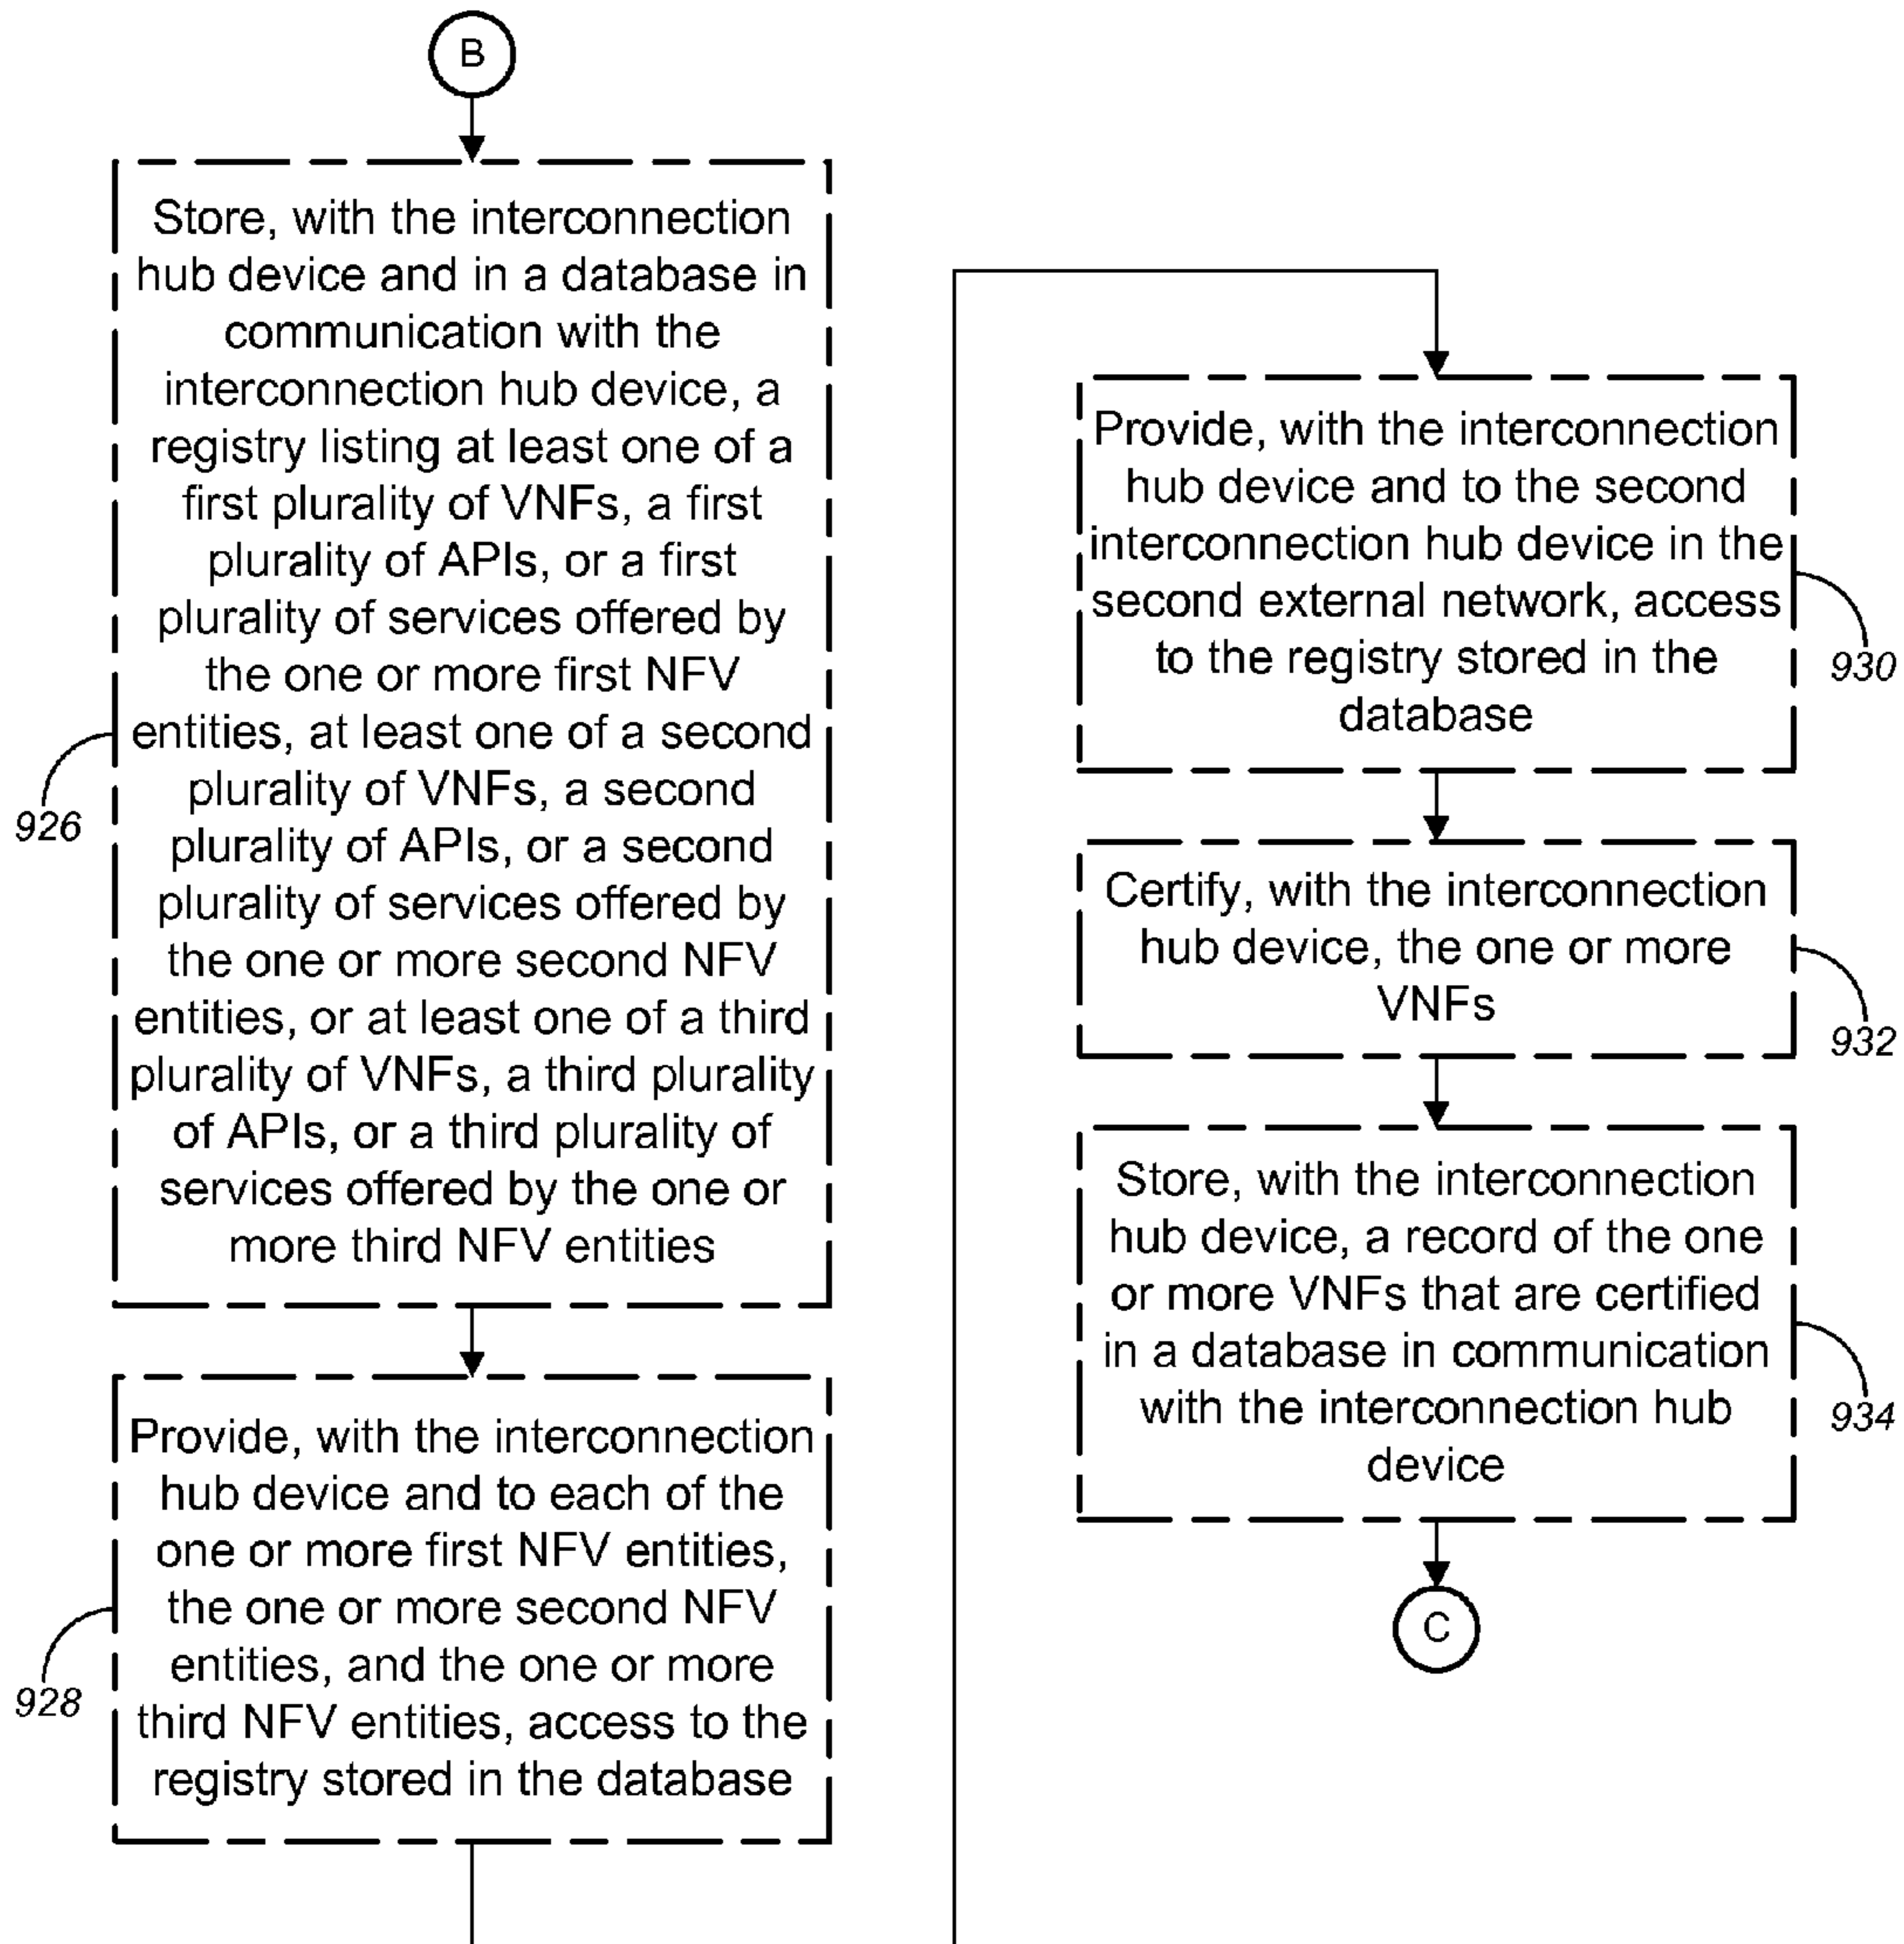 B
Store, with the interconnection
hub device and in a database in
communication with the
interconnection hub device, a
registry listing at least one of a
first plurality of VNFs, a first
plurality of APIs, or a first
plurality of services offered by
the one or more first NFV
entities, at least one of a second
plurality of VNFs, a second
plurality of APIs, or a second
plurality of services offered by
the one or more second NFV
entities, or at least one of a third
plurality of VNFs, a third plurality
of APIs, or a third plurality of
services offered by the one or
more third NFV entities
926
Provide, with the interconnection
hub device and to each of the
one or more first NFV entities,
the one or more second NFV
entities, and the one or more
third NFV entities, access to the
registry stored in the database
928
Provide, with the interconnection
hub device and to the second
interconnection hub device in the
second external network, access
to the registry stored in the
database
930
Certify, with the interconnection
hub device, the one or more
VNFs
932
Store, with the interconnection
hub device, a record of the one
or more VNFs that are certified
in a database in communication
with the interconnection hub
device
934
C